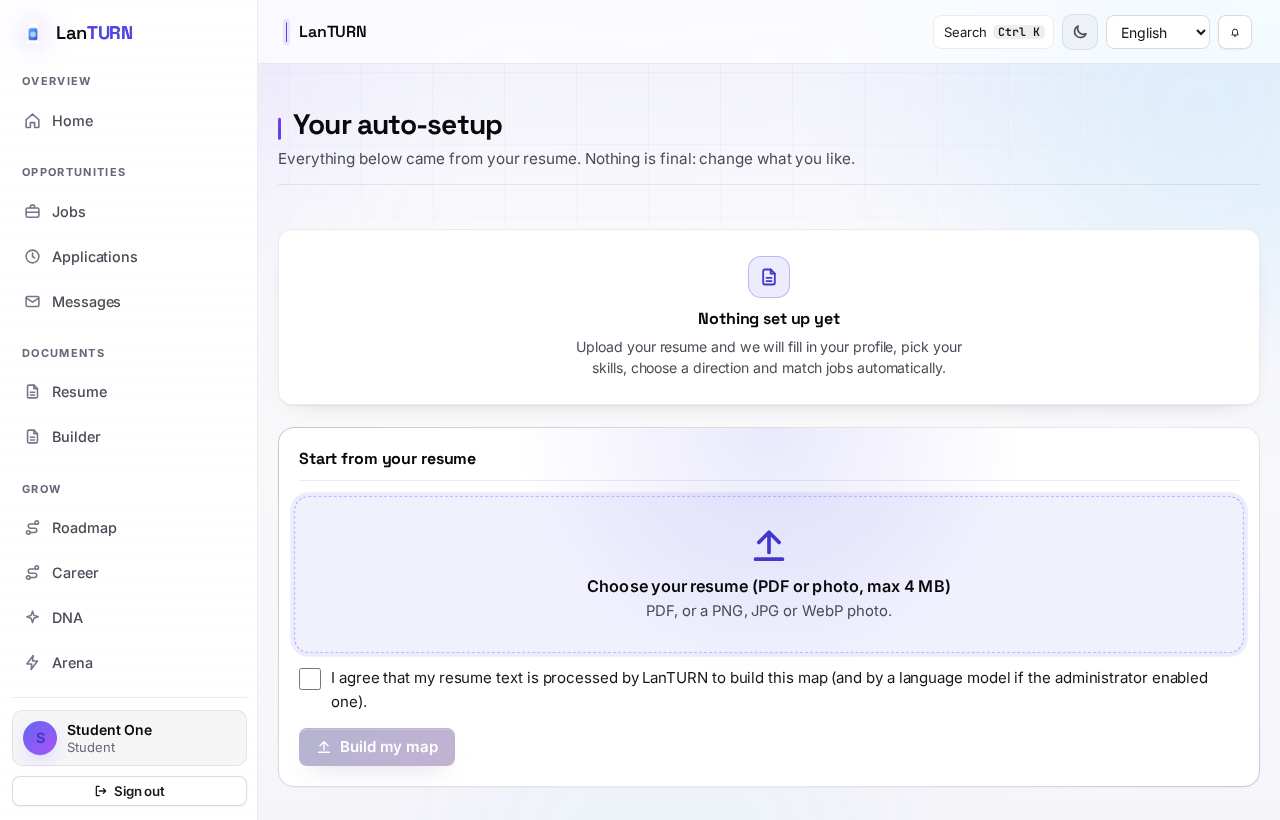 LanTURN
OVERVIEW
Home
OPPORTUNITIES
Jobs
Applications
Messages
DOCUMENTS
Resume
Builder
GROW
Roadmap
Career
DNA
Arena
S
Student One
Student
Sign out
LanTURN
Search Ctrl K
English
Your auto-setup
Everything below came from your resume. Nothing is final: change what you like.
Nothing set up yet
Upload your resume and we will fill in your profile, pick your
skills, choose a direction and match jobs automatically.
Start from your resume
Choose your resume (PDF or photo, max 4 MB)
PDF, or a PNG, JPG or WebP photo.
I agree that my resume text is processed by LanTURN to build this map (and by a language model if the administrator enabled
one).
Build my map